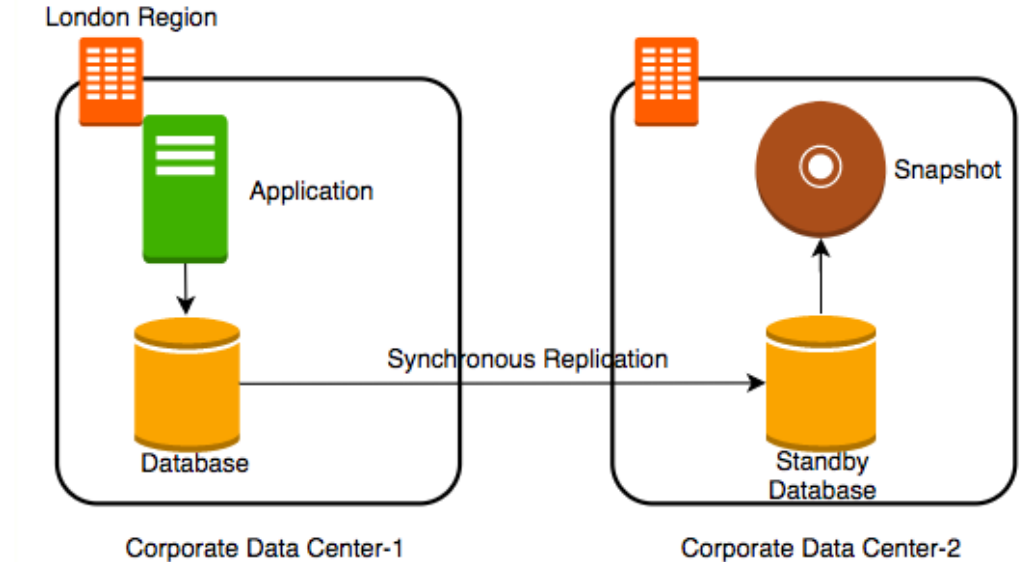 London Region
Application
Snapshot
Synchronous Replication
Database
Standby
Database
Corporate Data Center-1
Corporate Data Center-2